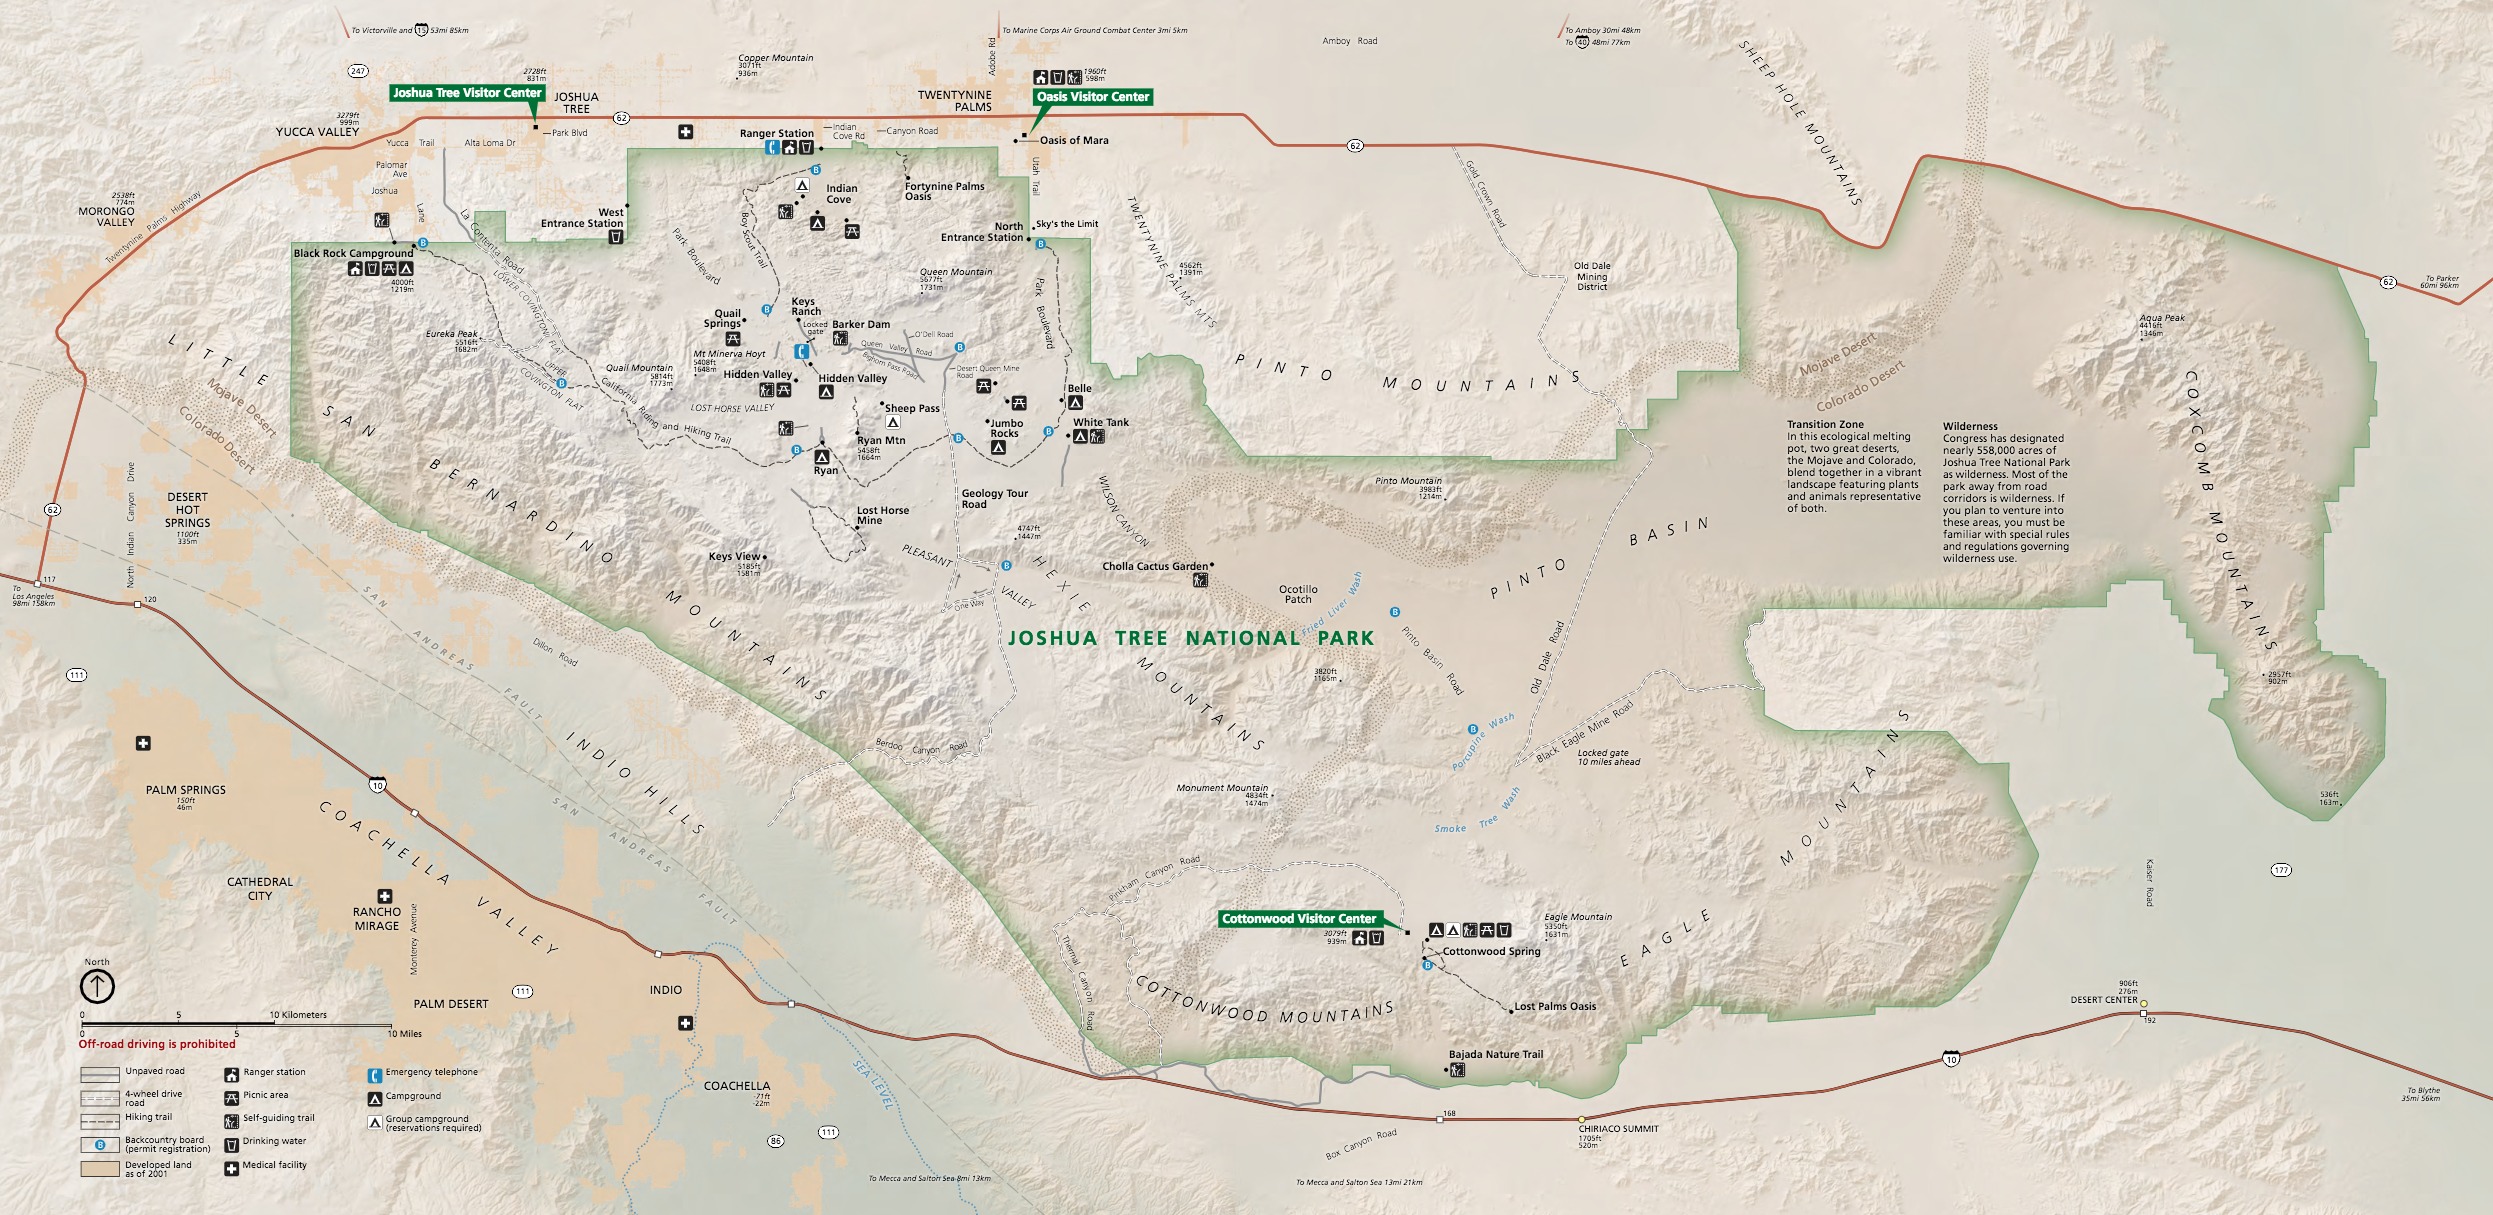 To Victorville and 15 53mi 85km
To Marine Corps Air Ground Combat Center 3mi 5km
Amboy Road
To Amboy 30mi 48km
To 40 48mi 77km
SHEEP HOLE MOUNTAINS
247
2728ft
831m
Joshua Tree Visitor Center
JOSHUA
TREE
Park Blvd
Copper Mountain
3071ft
936m
Adobe Rd
TWENTYNINE
PALMS
1960ft
598m
Oasis Visitor Center
Oasis of Mara
Utah Trail
3279ft
999m
YUCCA VALLEY
62
Yucca Trail
Alta Loma Dr
Palomar
Ave
Joshua
Lane
La Contenta Road
Ranger Station
Indian
Cove Rd
Canyon Road
62
62
Gold Crown Road
2538ft
774m
MORONGO
VALLEY
Twentynine Palms Highway
West
Entrance Station
Indian
Cove
Fortynine Palms
Oasis
Boy Scout Trail
Park Boulevard
North
Entrance Station
Sky's the Limit
TWENTYNINE PALMS MTS
4562ft
1391m
Old Dale
Mining
District
To Parker
60mi 96km
Black Rock Campground
4000ft
1219m
LOWER COVINGTON FLAT
Eureka Peak
5516ft
1682m
UPPER
COVINGTON FLAT
Queen Mountain
5677ft
1731m
Park Boulevard
Quail
Springs
Keys
Ranch
Locked
gate
Barker Dam
O'Dell Road
Queen Valley Road
Bighorn Pass Road
Desert Queen Mine
Road
Mt Minerva Hoyt
5408ft
1648m
Quail Mountain
5814ft
1773m
Hidden Valley
Hidden Valley
LOST HORSE VALLEY
California Riding and Hiking Trail
Sheep Pass
Belle
White Tank
Jumbo
Rocks
Ryan Mtn
5458ft
1664m
Ryan
Aqua Peak
4416ft
1346m
LITTLE
SAN
BERNARDINO
MOUNTAINS
Mojave Desert
Colorado Desert
PINTO MOUNTAINS
Mojave Desert
Colorado Desert
COXCOMB MOUNTAINS
Transition Zone
In this ecological melting
pot, two great deserts,
the Mojave and Colorado,
blend together in a vibrant
landscape featuring plants
and animals representative
of both.
Wilderness
Congress has designated
nearly 558,000 acres of
Joshua Tree National Park
as wilderness. Most of the
park away from road
corridors is wilderness. If
you plan to venture into
these areas, you must be
familiar with special rules
and regulations governing
wilderness use.
Geology Tour
Road
WILSON CANYON
Pinto Mountain
3983ft
1214m
PINTO BASIN
Lost Horse
Mine
4747ft
1447m
Keys View
5185ft
1581m
PLEASANT
VALLEY
One Way
HEXIE
MOUNTAINS
Cholla Cactus Garden
Ocotillo
Patch
Fried Liver Wash
Pinto Basin Road
Old Dale Road
JOSHUA TREE NATIONAL PARK
3820ft
1165m
62
DESERT
HOT
SPRINGS
1100ft
335m
North Indian Canyon Drive
117
To
Los Angeles
98mi 158km
120
SAN ANDREAS FAULT
Dillon Road
111
INDIO HILLS
Berdoo Canyon Road
Porcupine Wash
Black Eagle Mine Road
Locked gate
10 miles ahead
2957ft
902m
536ft
163m
PALM SPRINGS
150ft
46m
10
COACHELLA VALLEY
SAN ANDREAS FAULT
Monument Mountain
4834ft
1474m
Smoke Tree Wash
EAGLE MOUNTAINS
Kaiser Road
177
CATHEDRAL
CITY
RANCHO
MIRAGE
Monterey Avenue
Pinkham Canyon Road
Thermal Canyon Road
Cottonwood Visitor Center
3079ft
939m
Eagle Mountain
5350ft
1631m
Cottonwood Spring
COTTONWOOD MOUNTAINS
Lost Palms Oasis
906ft
276m
DESERT CENTER
192
PALM DESERT
111
INDIO
Bajada Nature Trail
10
To Blythe
35mi 56km
COACHELLA
-71ft
-22m
SEA LEVEL
86
111
To Mecca and Salton Sea 8mi 13km
168
CHIRIACO SUMMIT
1705ft
520m
Box Canyon Road
To Mecca and Salton Sea 13mi 21km
North
0 5 10 Kilometers
0 5 10 Miles
Off-road driving is prohibited
Unpaved road
4-wheel drive
road
Hiking trail
Backcountry board
(permit registration)
Developed land
as of 2001
Ranger station
Picnic area
Self-guiding trail
Drinking water
Medical facility
Emergency telephone
Campground
Group campground
(reservations required)